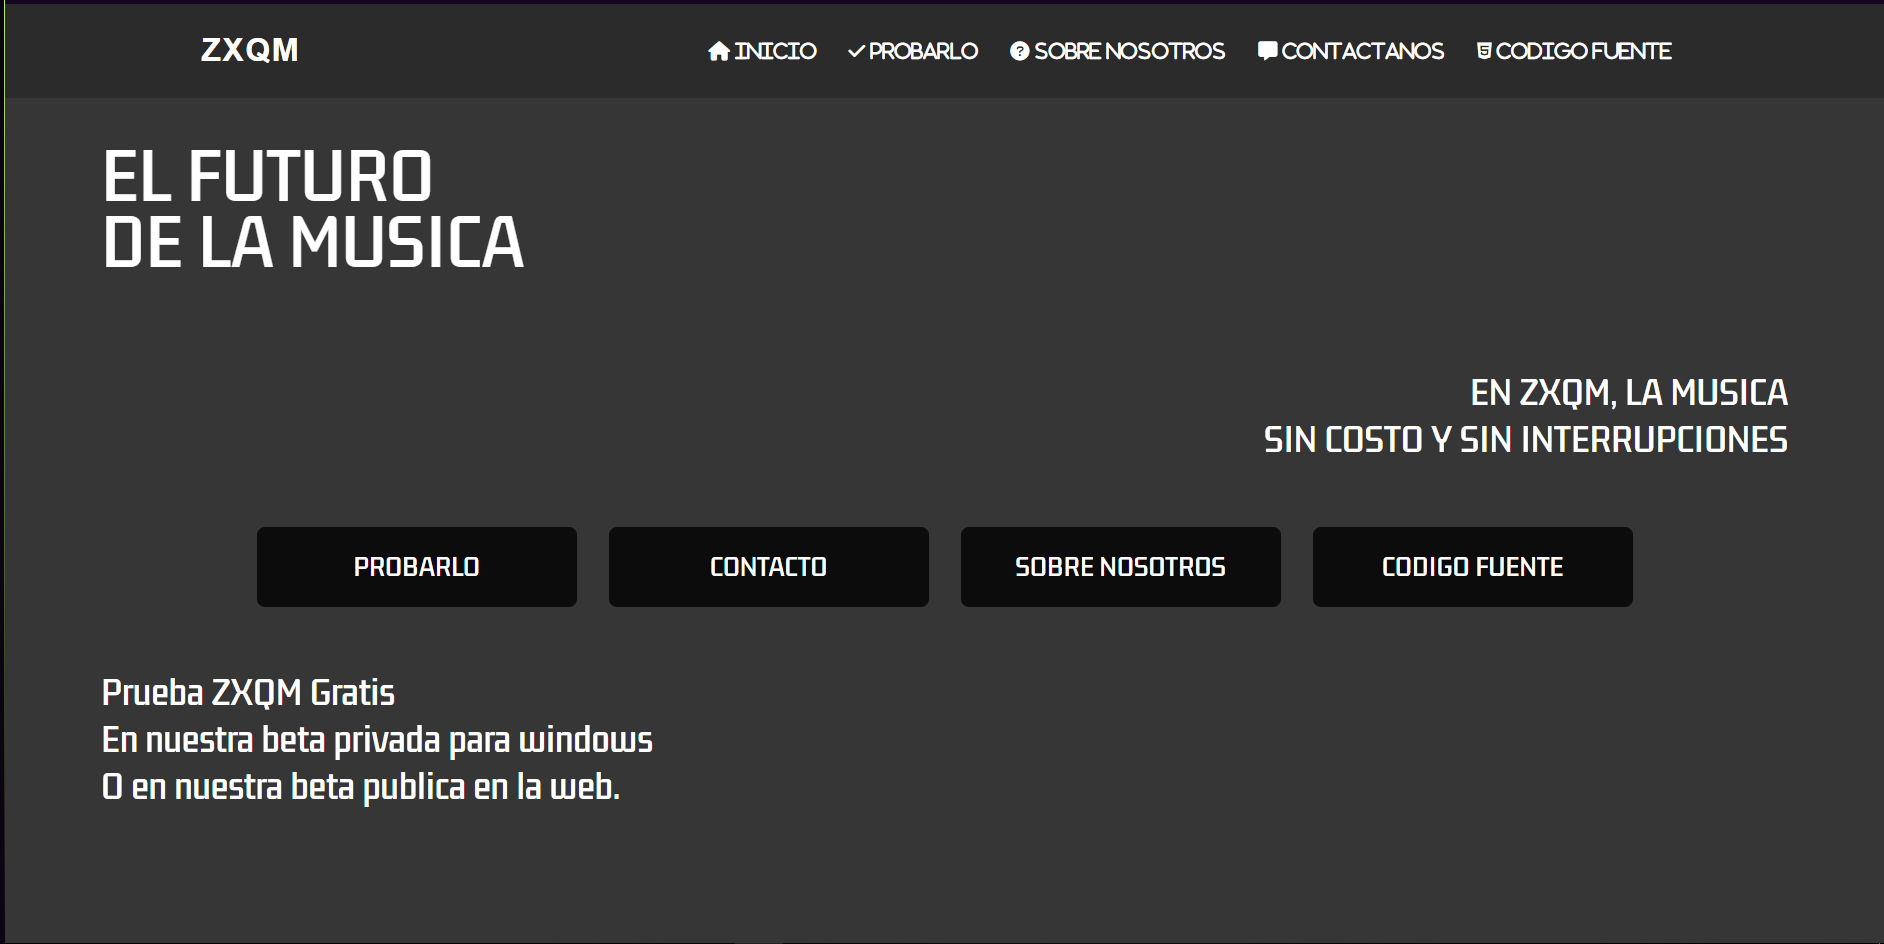 ZXQM
INICIO PROBARLO SOBRE NOSOTROS CONTACTANOS CODIGO FUENTE
EL FUTURO
DE LA MUSICA
EN ZXQM, LA MUSICA
SIN COSTO Y SIN INTERRUPCIONES
PROBARLO CONTACTO SOBRE NOSOTROS CODIGO FUENTE
Prueba ZXQM Gratis
En nuestra beta privada para windows
O en nuestra beta publica en la web.